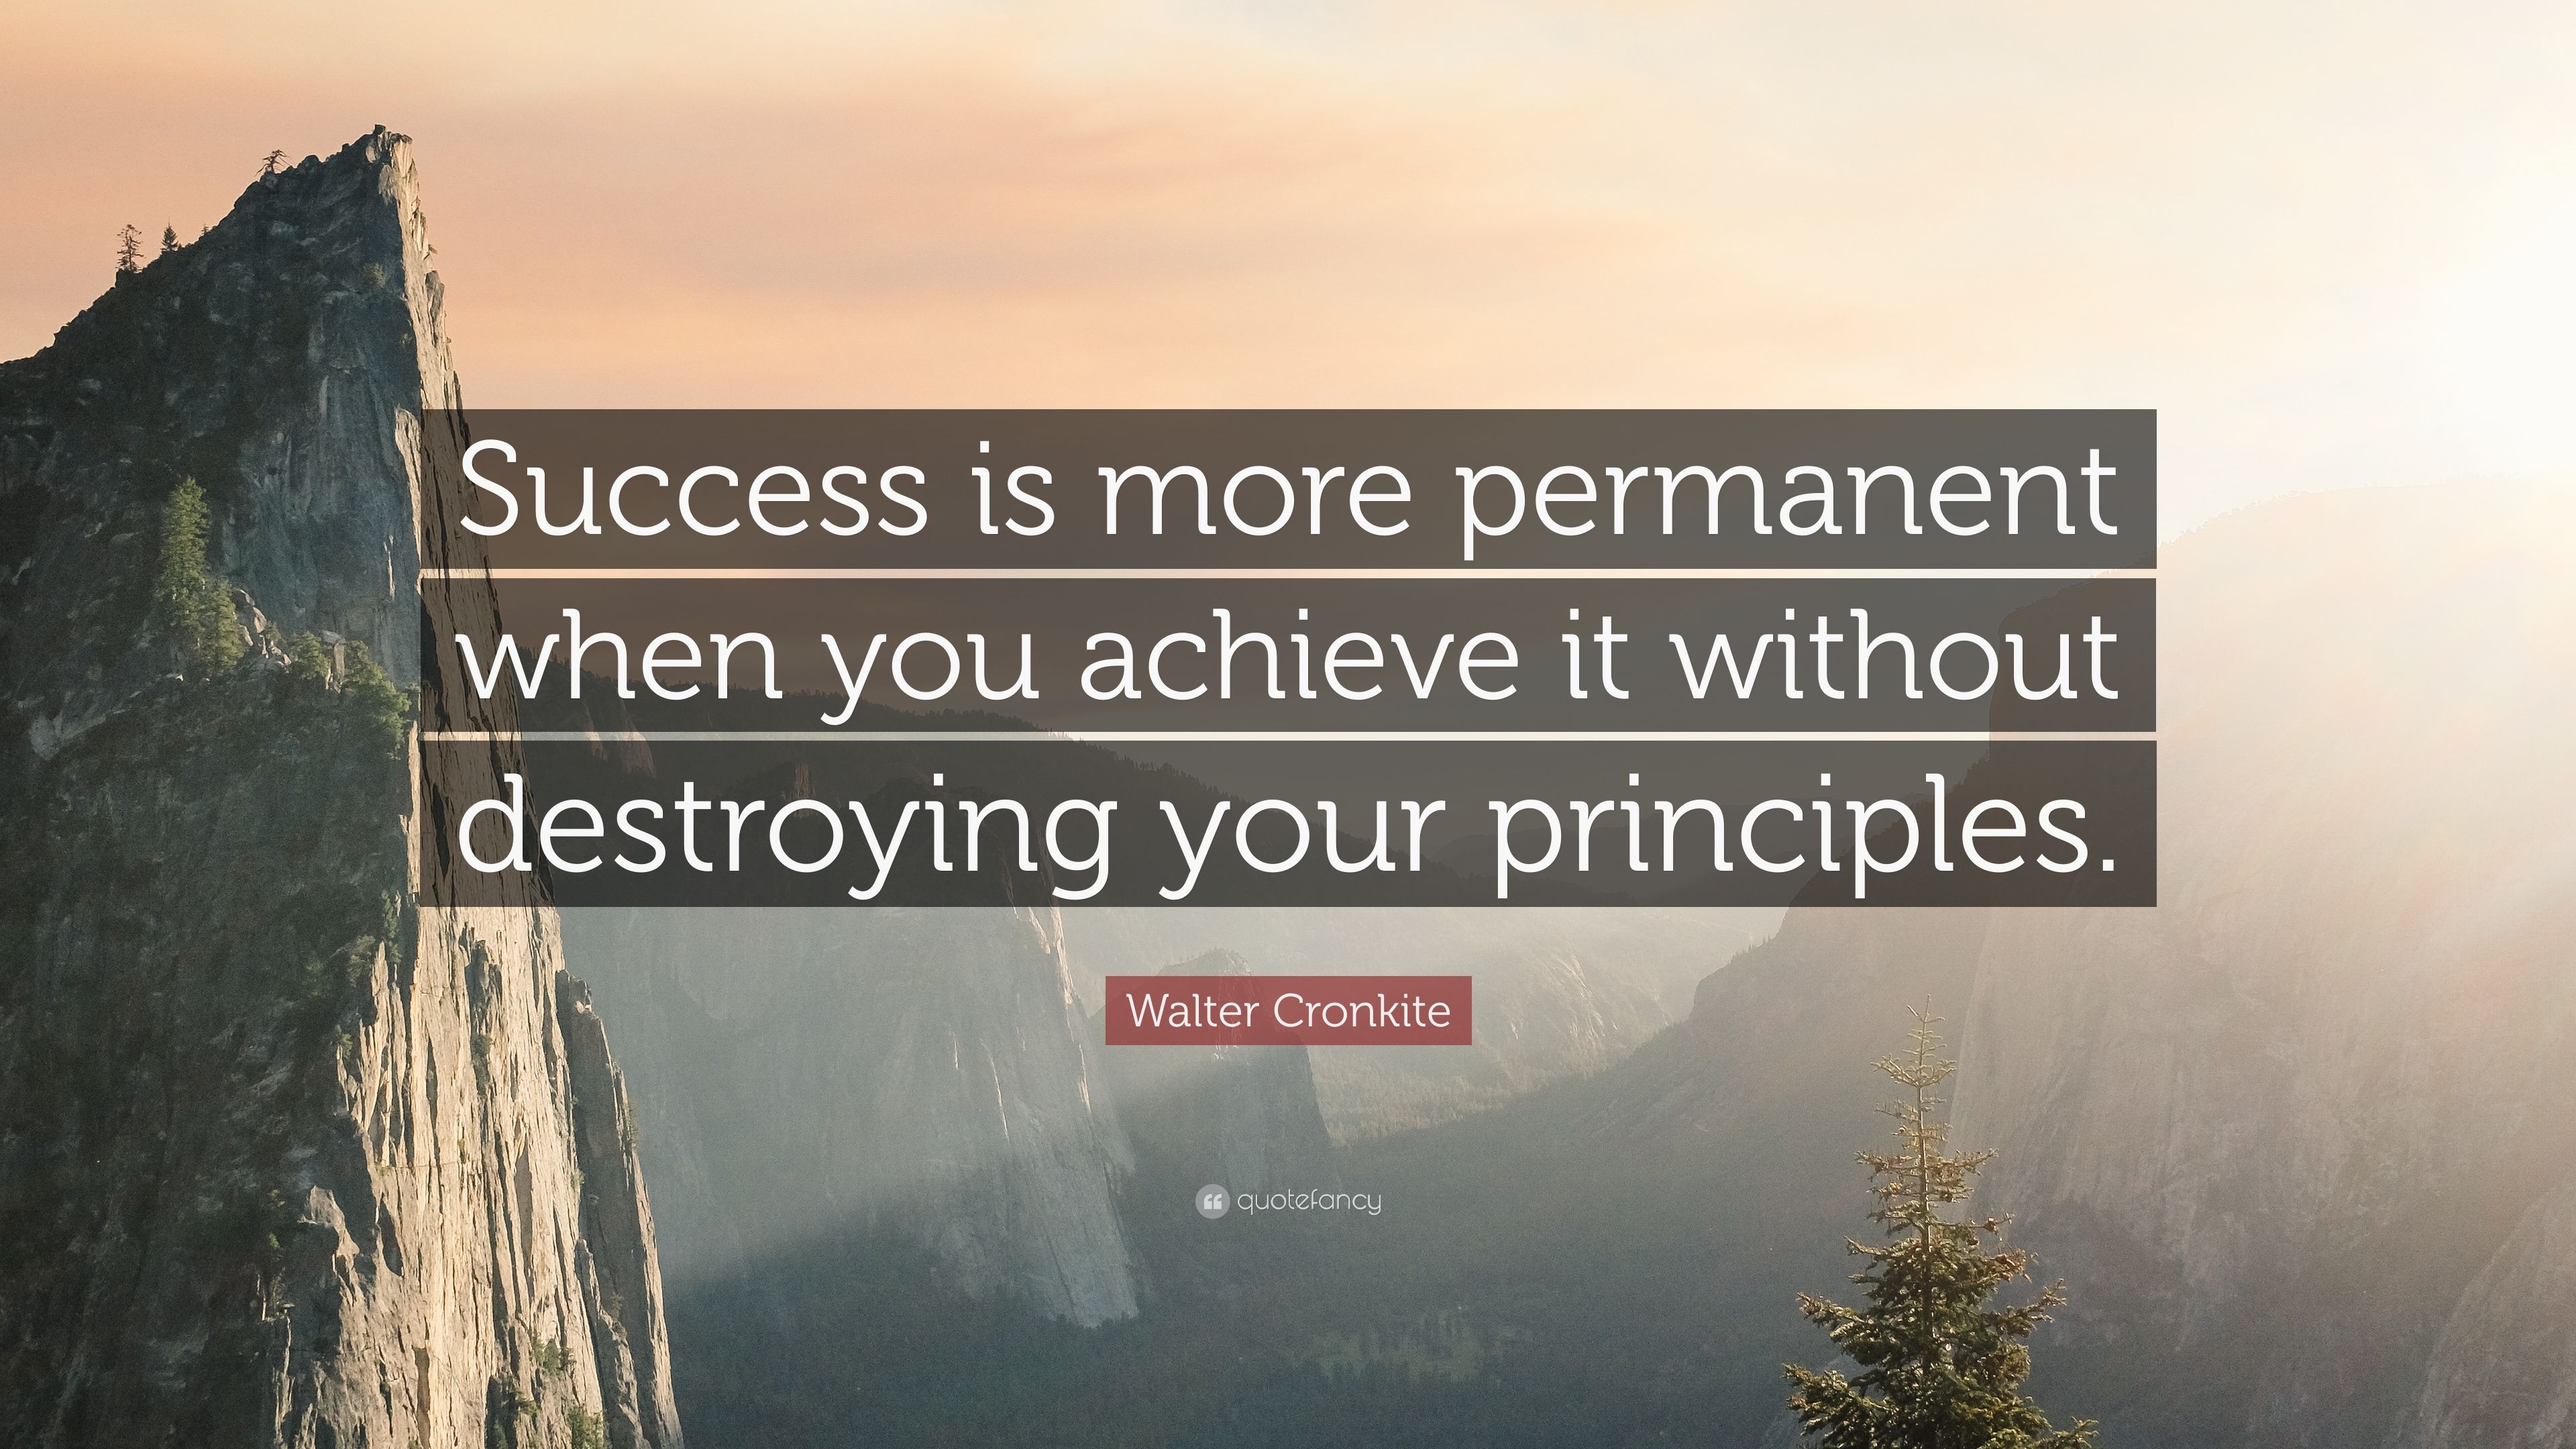 Success is more permanent
when you achieve it without
destroying your principles.
Walter Cronkite
quotefancy